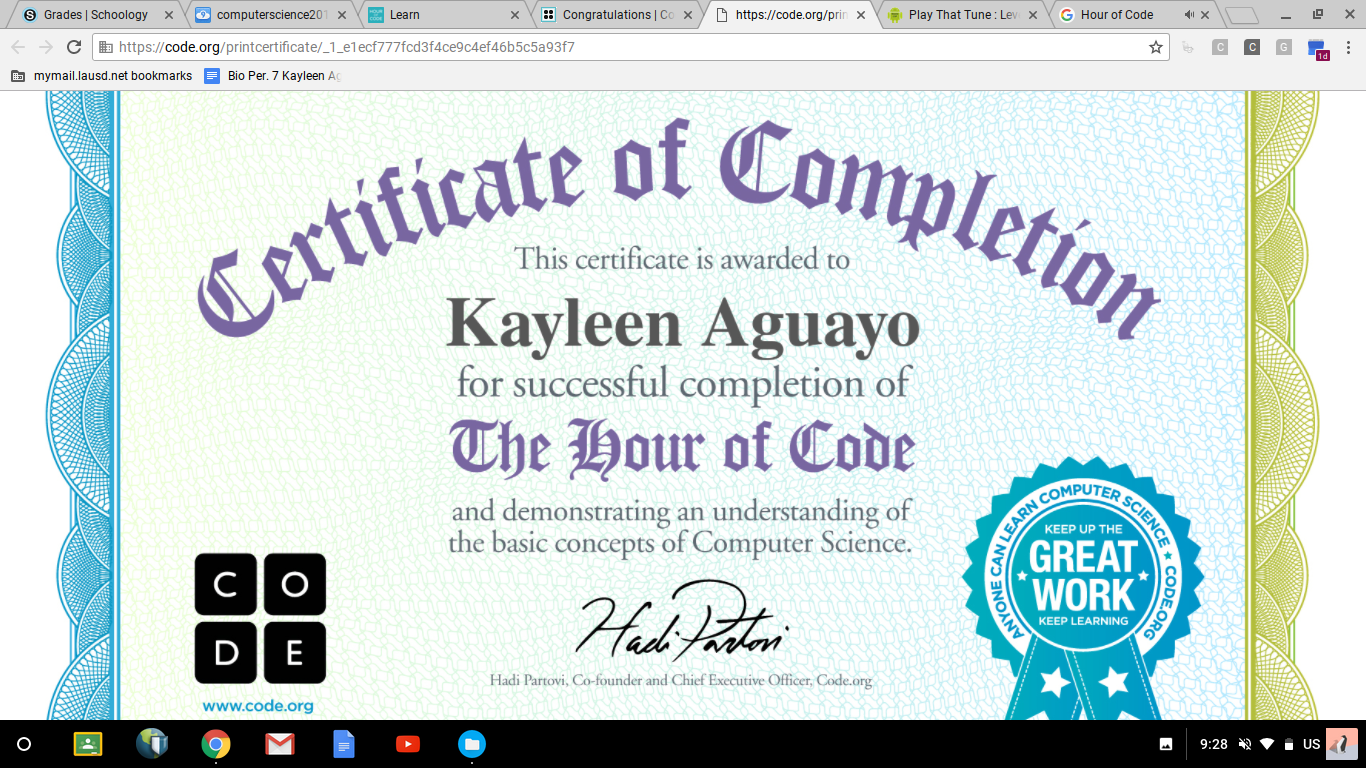 Grades | Schoology
computerscience201
Learn
Congratulations | Co
https://code.org/prin
Play That Tune : Lev
Hour of Code
https://code.org/printcertificate/_1_e1ecf777fcd3f4ce9c4ef46b5c5a93f7
C
C
G
1d
mymail.lausd.net bookmarks
Bio Per. 7 Kayleen Ag
Certificate of Completion
This certificate is awarded to
Kayleen Aguayo
for successful completion of
The Hour of Code
and demonstrating an understanding of
the basic concepts of Computer Science.
Hadi Partovi
Hadi Partovi, Co-founder and Chief Executive Officer, Code.org
C O
D E
www.code.org
ANYONE CAN LEARN COMPUTER SCIENCE ★ CODE.ORG
KEEP UP THE
GREAT
WORK
KEEP LEARNING
9:28
US